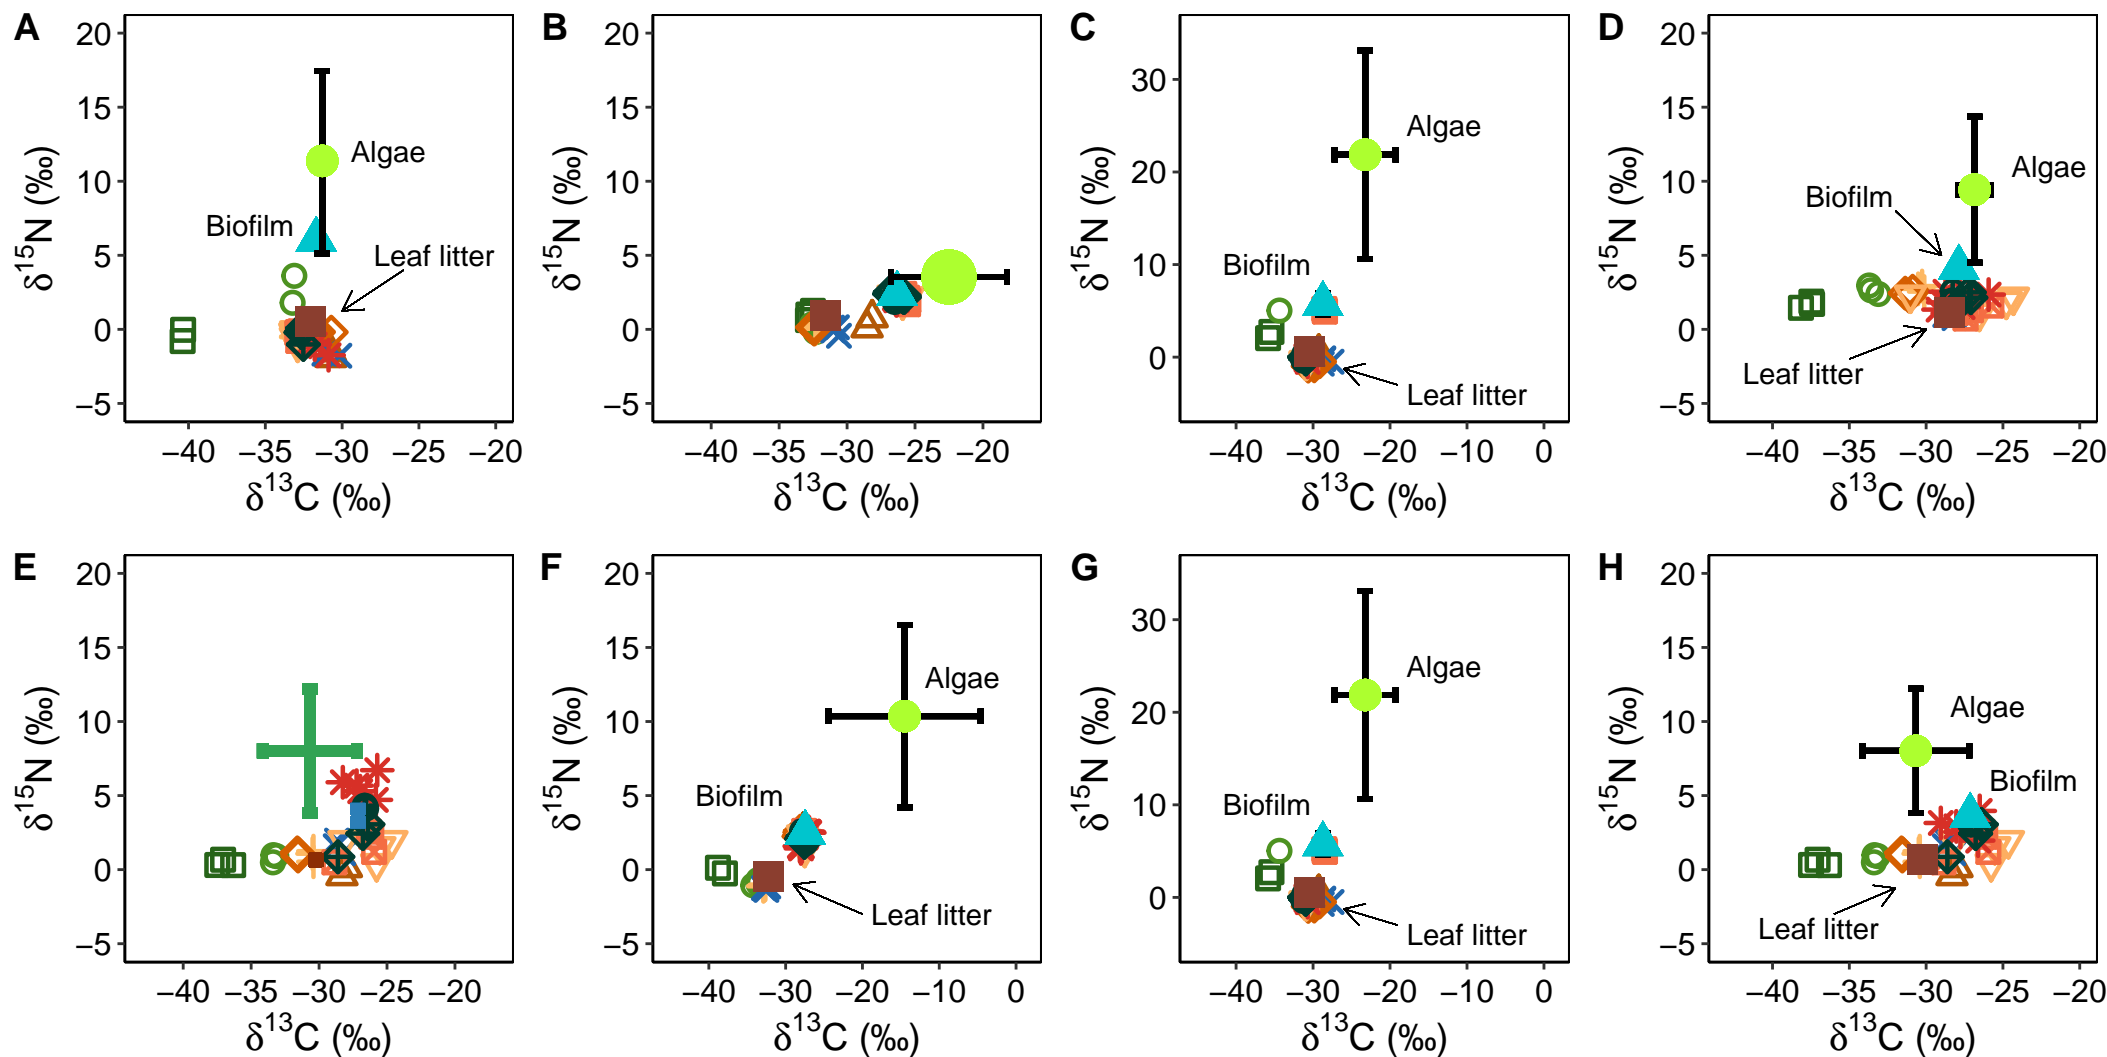 A
B
C
D
20
15
10
5
0
−5
δ15N (‰)
Algae
Biofilm
Leaf litter
−40 −35 −30 −25 −20
δ13C (‰)
20
15
10
5
0
−5
δ15N (‰)
−40 −35 −30 −25 −20
δ13C (‰)
30
20
10
0
δ15N (‰)
Algae
Biofilm
Leaf litter
−40 −30 −20 −10 0
δ13C (‰)
20
15
10
5
0
−5
δ15N (‰)
Algae
Biofilm
Leaf litter
−40 −35 −30 −25 −20
δ13C (‰)
E
F
G
H
20
15
10
5
0
−5
δ15N (‰)
−40 −35 −30 −25 −20
δ13C (‰)
20
15
10
5
0
−5
δ15N (‰)
Algae
Biofilm
Leaf litter
−40 −30 −20 −10 0
δ13C (‰)
30
20
10
0
δ15N (‰)
Algae
Biofilm
Leaf litter
−40 −30 −20 −10 0
δ13C (‰)
20
15
10
5
0
−5
δ15N (‰)
Algae
Biofilm
Leaf litter
−40 −35 −30 −25 −20
δ13C (‰)